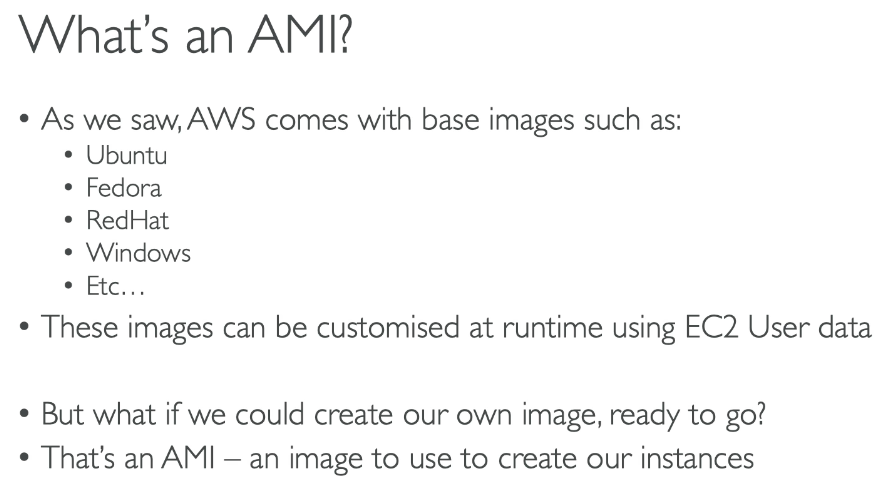 What's an AMI?
• As we saw, AWS comes with base images such as:
• Ubuntu
• Fedora
• RedHat
• Windows
• Etc…
• These images can be customised at runtime using EC2 User data
• But what if we could create our own image, ready to go?
• That's an AMI – an image to use to create our instances